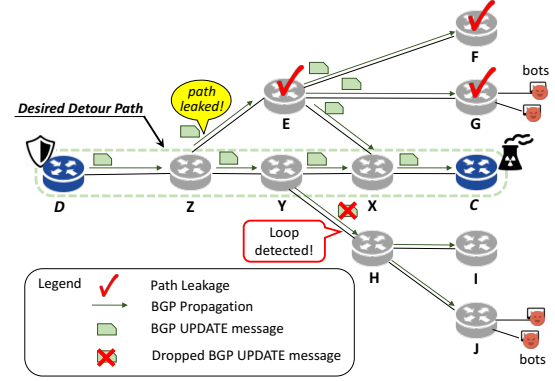 F
bots
path
leaked!
Desired Detour Path
E
G
D
Z
Y
X
C
Loop
detected!
H
I
Legend
Path Leakage
BGP Propagation
BGP UPDATE message
Dropped BGP UPDATE message
J
bots